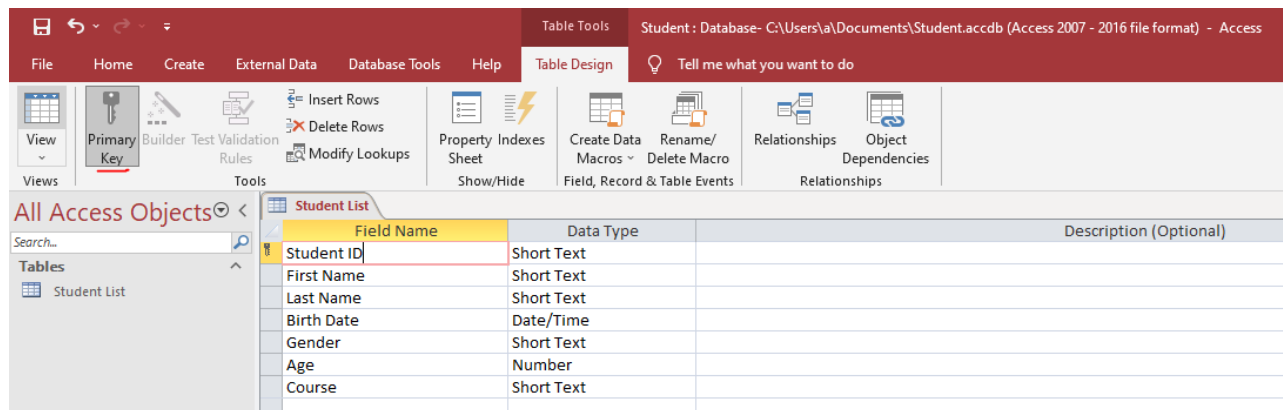 Table Tools
Student : Database- C:\Users\a\Documents\Student.accdb (Access 2007 - 2016 file format) - Access
File Home Create External Data Database Tools Help Table Design Tell me what you want to do
View
Primary Key
Builder
Test Validation Rules
Insert Rows
Delete Rows
Modify Lookups
Property Sheet
Indexes
Create Data Macros
Rename/ Delete Macro
Relationships
Object Dependencies
Views
Tools
Show/Hide
Field, Record & Table Events
Relationships
All Access Objects
Search...
Tables
Student List
Student List
Field Name Data Type Description (Optional)
Student ID Short Text
First Name Short Text
Last Name Short Text
Birth Date Date/Time
Gender Short Text
Age Number
Course Short Text